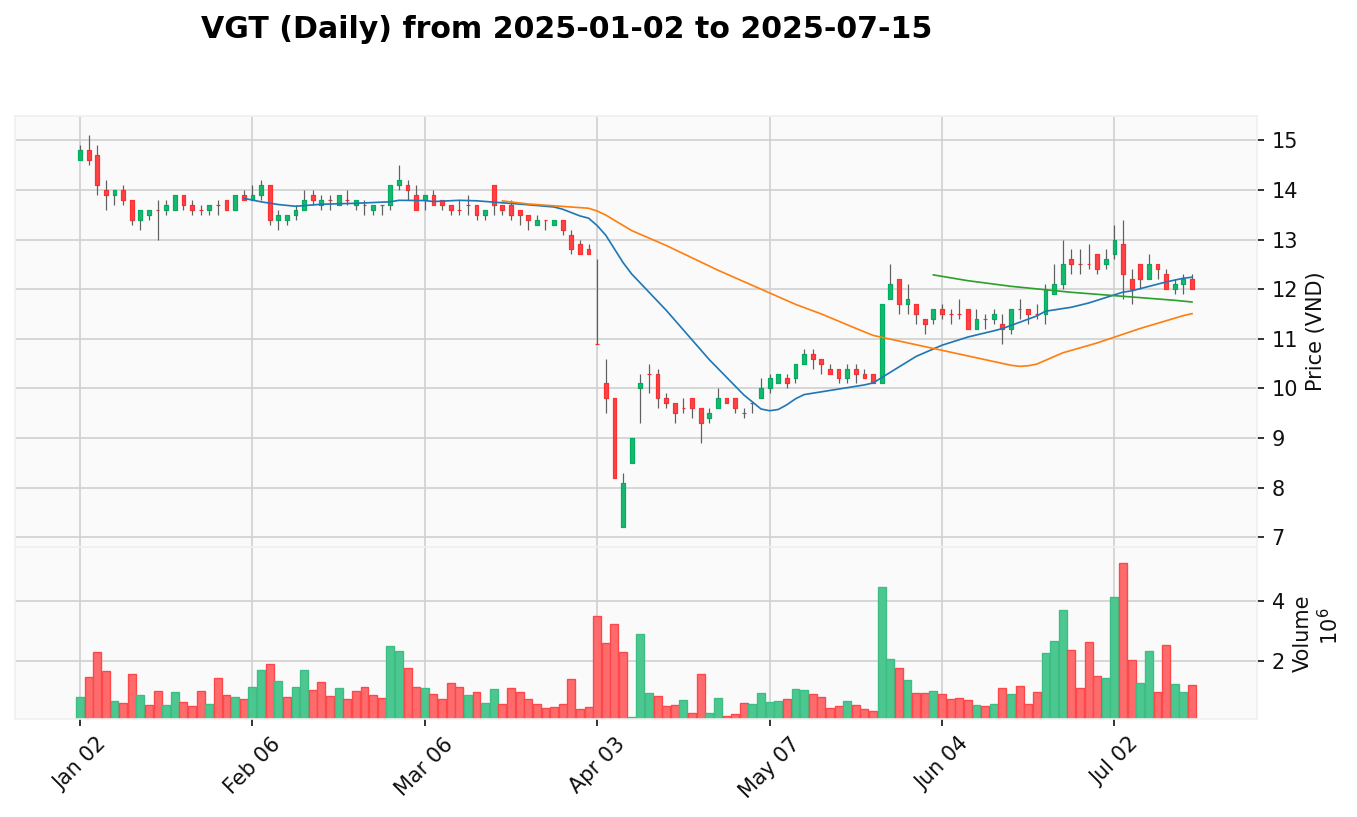 VGT (Daily) from 2025-01-02 to 2025-07-15
15
14
13
12
11
10
9
8
7
Price (VND)
4
2
Volume
10⁶
Jan 02
Feb 06
Mar 06
Apr 03
May 07
Jun 04
Jul 02